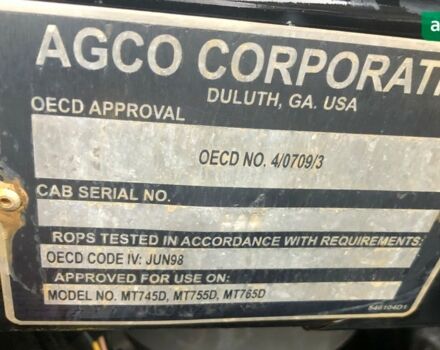 a
AGCO CORPORATI
DULUTH, GA. USA
OECD APPROVAL
OECD NO. 4/0709/3
CAB SERIAL NO.
ROPS TESTED IN ACCORDANCE WITH REQUIREMENTS:
OECD CODE IV: JUN98
APPROVED FOR USE ON:
MODEL NO. MT745D, MT755D, MT765D
546104D1